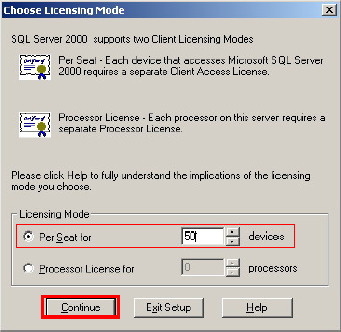 Choose Licensing Mode
SQL Server 2000 supports two Client Licensing Modes
Per Seat - Each device that accesses Microsoft SQL Server
2000 requires a separate Client Access License.
Processor License - Each processor on this server requires
a separate Processor License.
Please click Help to fully understand the implications of the licensing
mode you choose.
Licensing Mode
Per Seat for 50 devices
Processor License for 0 processors
Continue Exit Setup Help